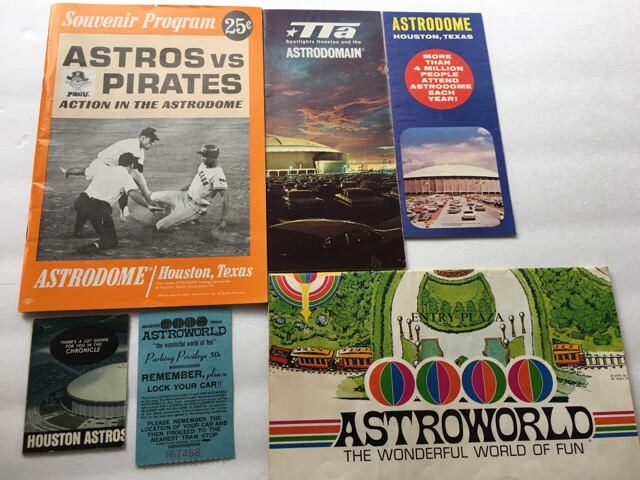 Souvenir Program
25¢
ASTROS VS
PIRATES
ACTION IN THE ASTRODOME
ASTRODOME Houston, Texas
TTa
Spotlights Houston and the
ASTRODOMAIN
ASTRODOME
HOUSTON, TEXAS
MORE
THAN
4 MILLION
PEOPLE
ATTEND
ASTRODOME
EACH
YEAR!
THERE'S A LOT GOING
FOR YOU IN THE
CHRONICLE
HOUSTON ASTROS
HOUSTON TEXAS
ASTROWORLD
"the wonderful world of fun"
Parking Privilege 50¢
REMEMBER, please
LOCK YOUR CAR!!
PLEASE REMEMBER THE
LOCATION OF YOUR CAR AND
THEN PROCEED TO THE
NEAREST TRAM STOP
167468
ENTRY PLAZA
ASTROWORLD
THE WONDERFUL WORLD OF FUN